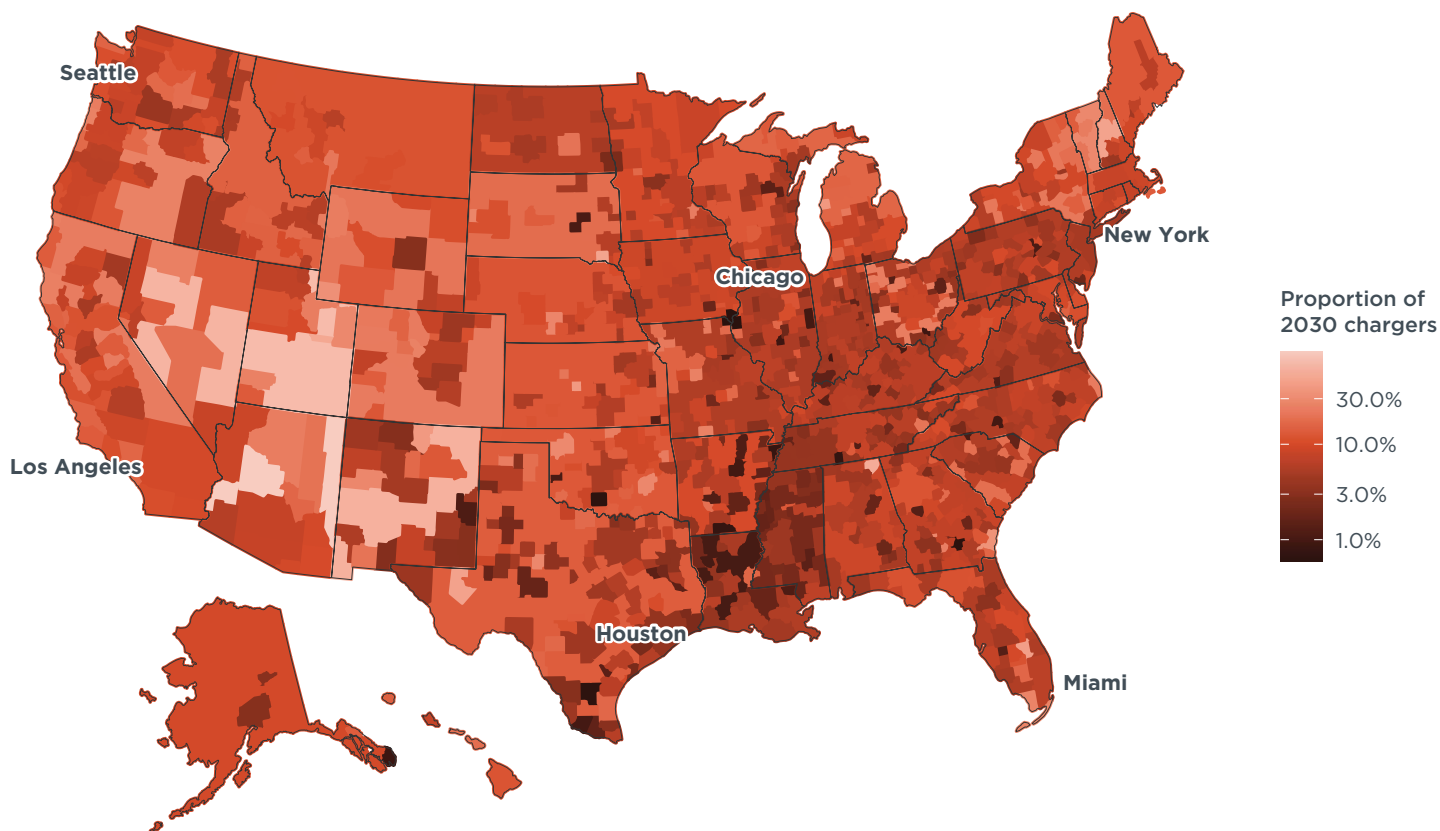 Seattle
New York
Chicago
Proportion of
2030 chargers
30.0%
10.0%
Los Angeles
3.0%
1.0%
Houston
Miami